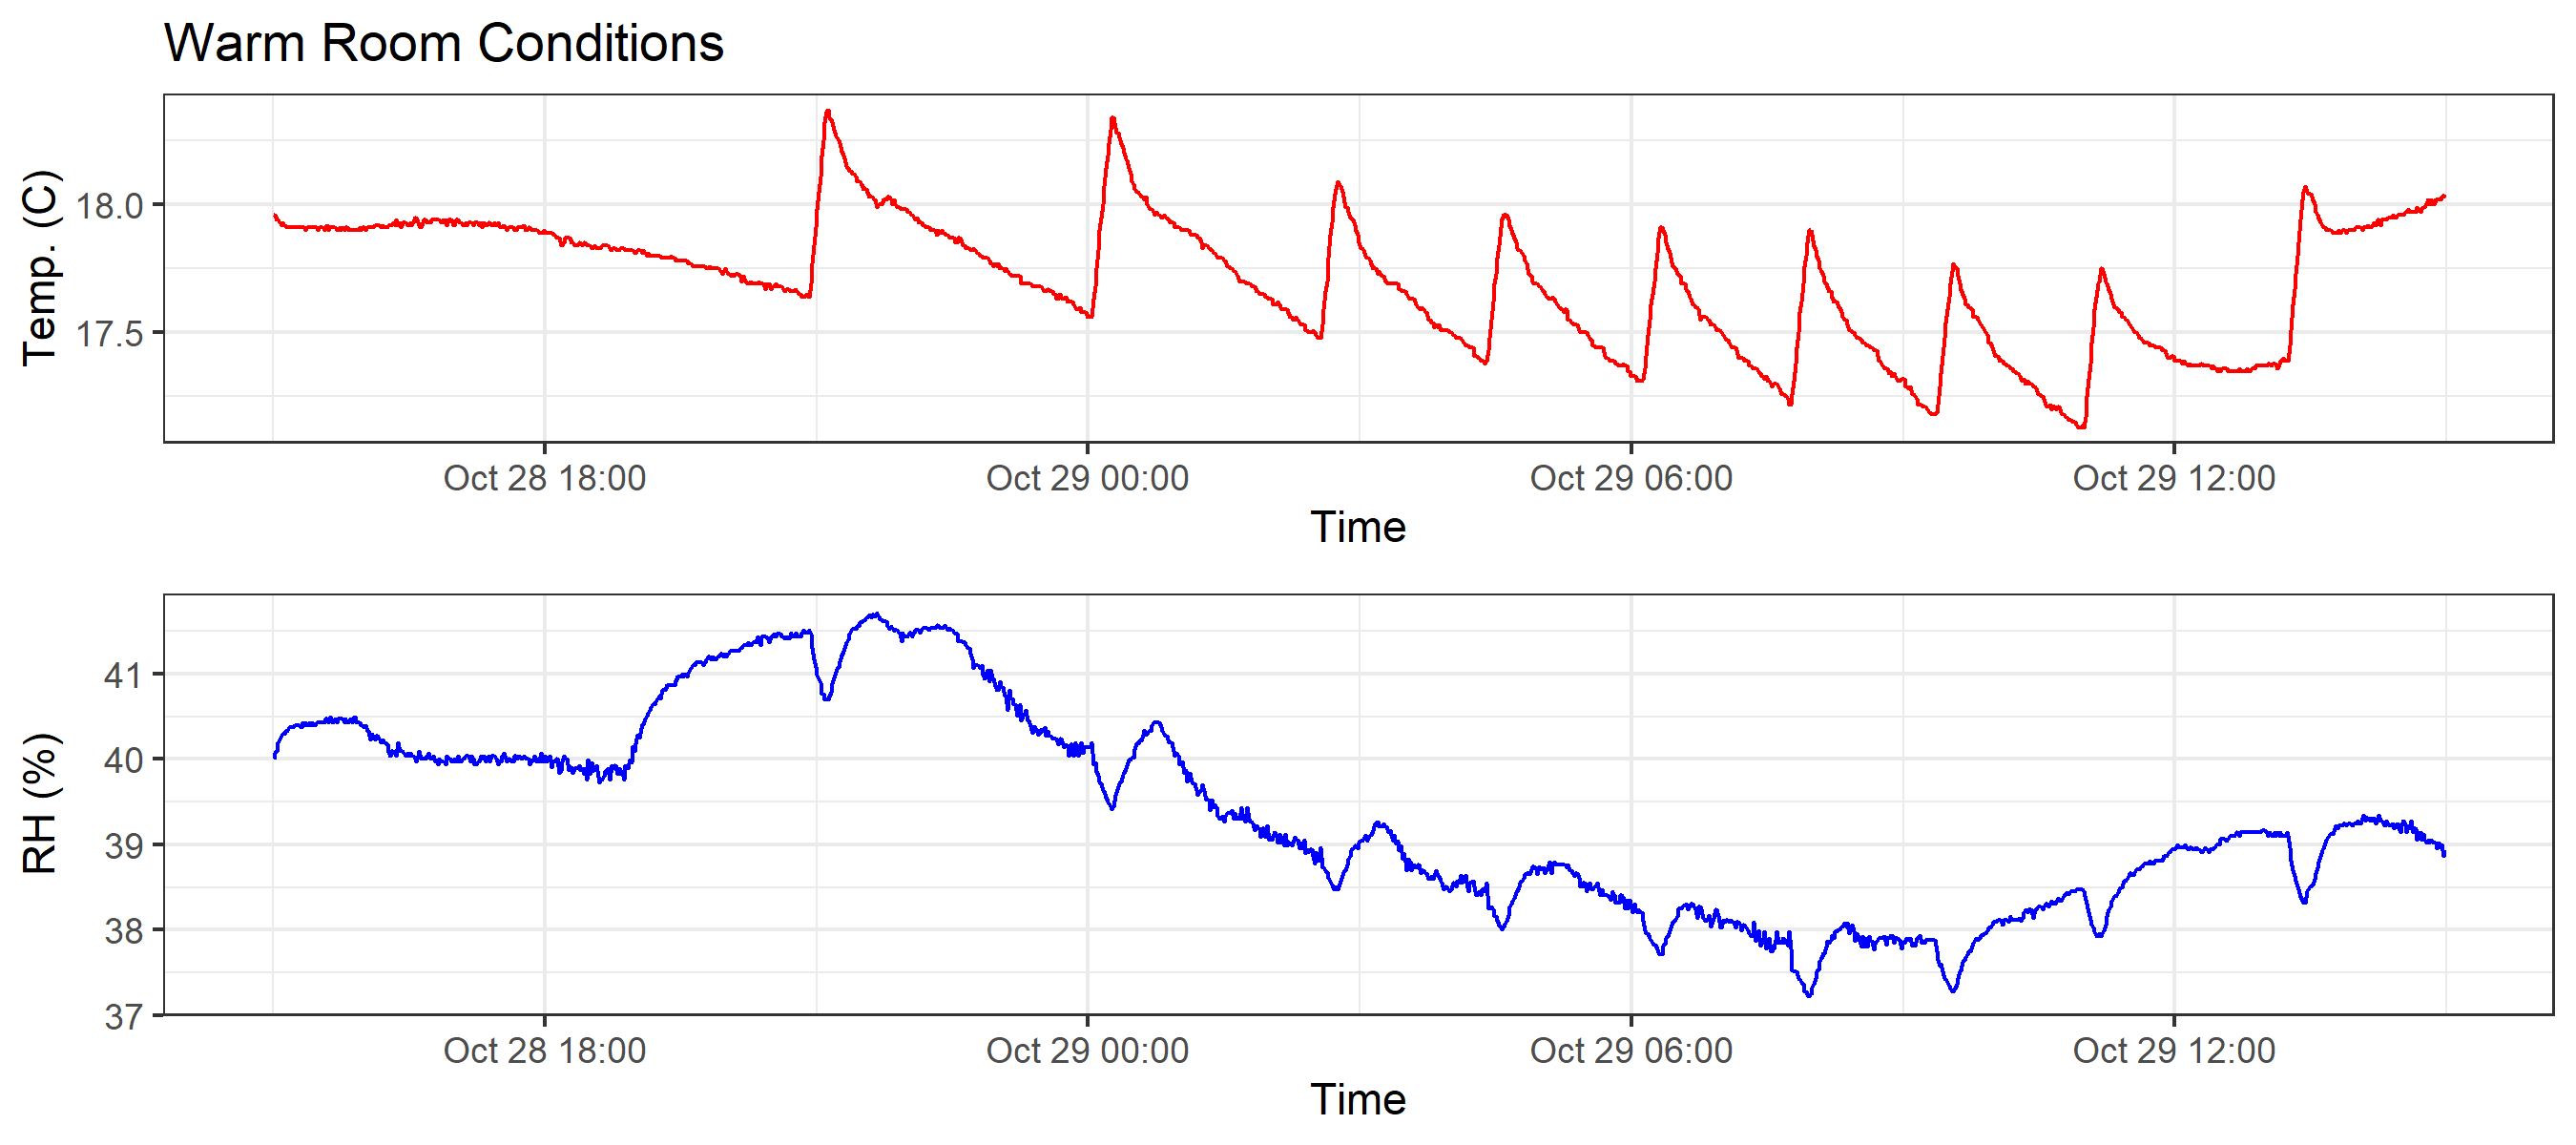 Warm Room Conditions
Temp. (C)
18.0
17.5
Oct 28 18:00 Oct 29 00:00 Oct 29 06:00 Oct 29 12:00
Time
RH (%)
41
40
39
38
37
Oct 28 18:00 Oct 29 00:00 Oct 29 06:00 Oct 29 12:00
Time